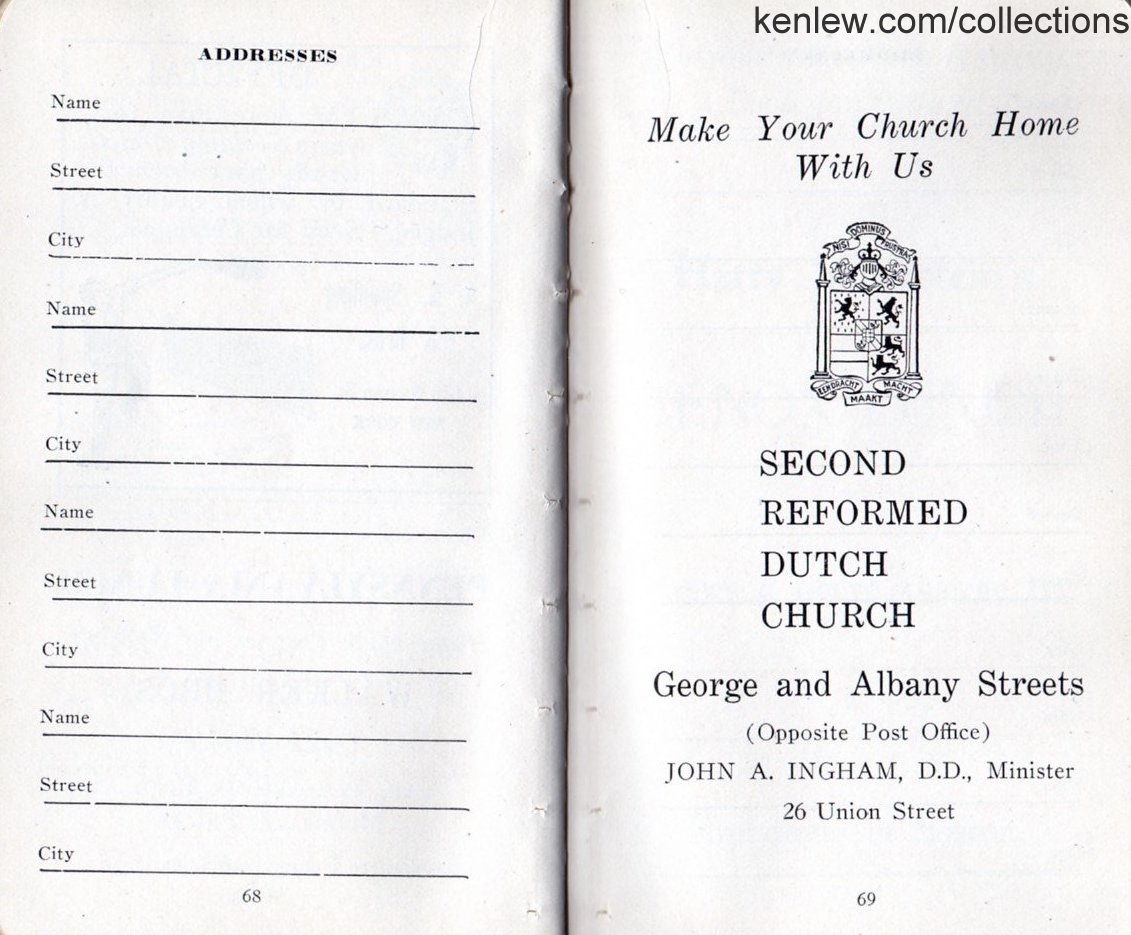 kenlew.com/collections
ADDRESSES
Name
Street
City
Name
Street
City
Name
Street
City
Name
Street
City
68
Make Your Church Home
With Us
NISI DOMINUS FRUSTRA
EENDRACHT MAAKT MACHT
SECOND
REFORMED
DUTCH
CHURCH
George and Albany Streets
(Opposite Post Office)
JOHN A. INGHAM, D.D., Minister
26 Union Street
69